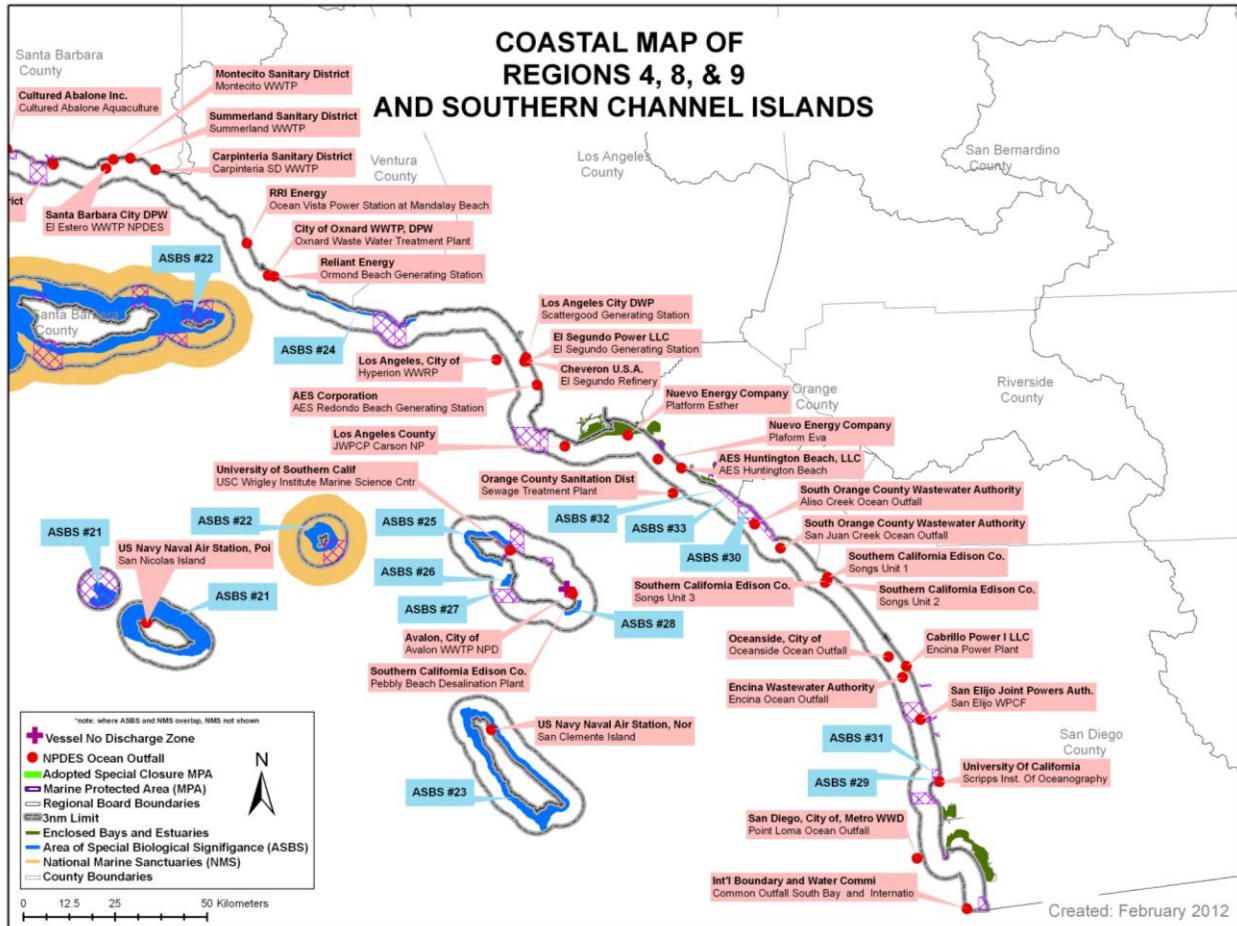 COASTAL MAP OF
REGIONS 4, 8, & 9
AND SOUTHERN CHANNEL ISLANDS
Santa Barbara
County
Cultured Abalone Inc.
Cultured Abalone Aquaculture
Montecito Sanitary District
Montecito WWTP
Summerland Sanitary District
Summerland WWTP
Carpinteria Sanitary District
Carpinteria SD WWTP
rict
Santa Barbara City DPW
El Estero WWTP NPDES
Ventura
County
Los Angeles
County
San Bernardino
County
RRI Energy
Ocean Vista Power Station at Mandalay Beach
City of Oxnard WWTP, DPW
Oxnard Waste Water Treatment Plant
Reliant Energy
Ormond Beach Generating Station
ASBS #22
Santa Barbara
County
ASBS #24
Los Angeles City DWP
Scattergood Generating Station
El Segundo Power LLC
El Segundo Generating Station
Los Angeles, City of
Hyperion WWRP
Cheveron U.S.A.
El Segundo Refinery
AES Corporation
AES Redondo Beach Generating Station
Nuevo Energy Company
Platform Esther
Orange
County
Riverside
County
Los Angeles County
JWPCP Carson NP
Nuevo Energy Company
Plaform Eva
AES Huntington Beach, LLC
AES Huntington Beach
University of Southern Calif
USC Wrigley Institute Marine Science Cntr
Orange County Sanitation Dist
Sewage Treatment Plant
South Orange County Wastewater Authority
Aliso Creek Ocean Outfall
ASBS #21
ASBS #22
ASBS #25
ASBS #32
ASBS #33
ASBS #30
South Orange County Wastewater Authority
San Juan Creek Ocean Outfall
US Navy Naval Air Station, Poi
San Nicolas Island
ASBS #21
ASBS #26
ASBS #27
ASBS #28
Southern California Edison Co.
Songs Unit 1
Southern California Edison Co.
Songs Unit 3
Southern California Edison Co.
Songs Unit 2
Avalon, City of
Avalon WWTP NPD
Southern California Edison Co.
Pebbly Beach Desalination Plant
Oceanside, City of
Oceanside Ocean Outfall
Cabrillo Power I LLC
Encina Power Plant
Encina Wastewater Authority
Encina Ocean Outfall
San Elijo Joint Powers Auth.
San Elijo WPCF
US Navy Naval Air Station, Nor
San Clemente Island
ASBS #23
ASBS #31
San Diego
County
ASBS #29
University Of California
Scripps Inst. Of Oceanography
San Diego, City of, Metro WWD
Point Loma Ocean Outfall
Int'l Boundary and Water Commi
Common Outfall South Bay and Internatio
*note: where ASBS and NMS overlap, NMS not shown
Vessel No Discharge Zone
NPDES Ocean Outfall
Adopted Special Closure MPA
Marine Protected Area (MPA)
Regional Board Boundaries
3nm Limit
Enclosed Bays and Estuaries
Area of Special Biological Signifigance (ASBS)
National Marine Sanctuaries (NMS)
County Boundaries
N
0 12.5 25 50 Kilometers
Created: February 2012